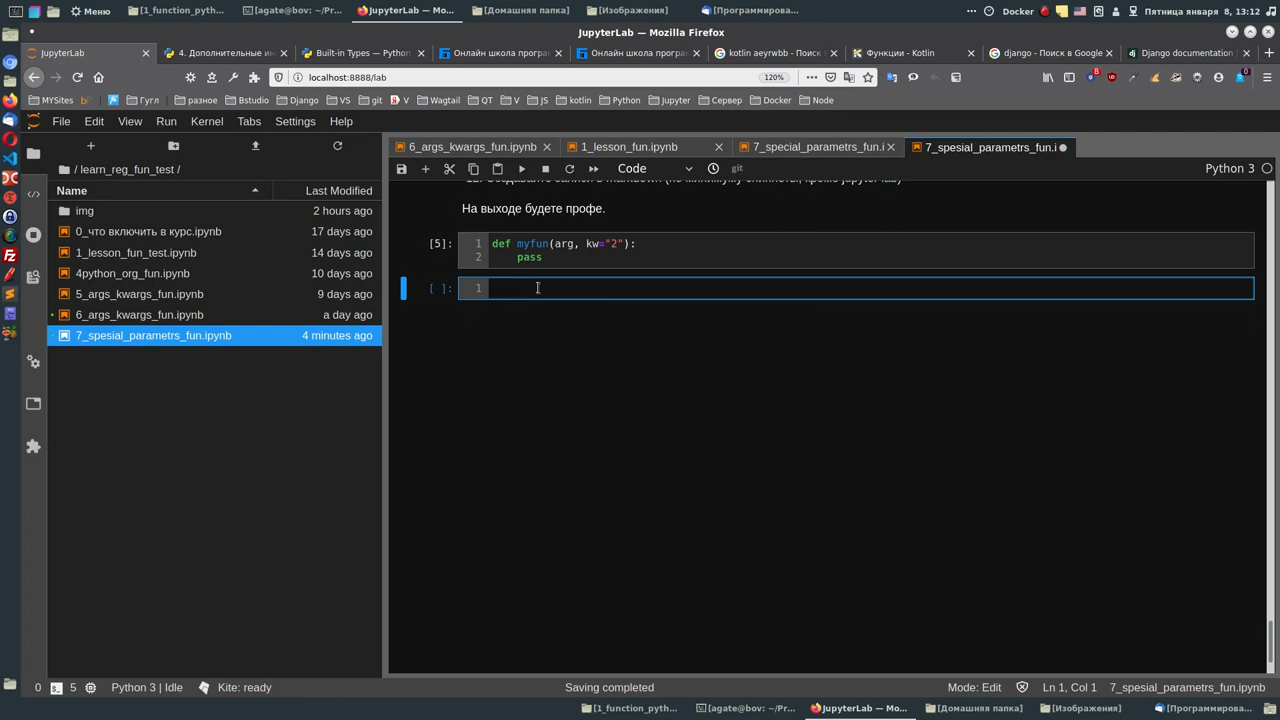 Меню
[1_function_pyth...
[agate@bov: ~/Pr...
JupyterLab — Mo...
[Домашняя папка]
[Изображения]
[Программирова...
Docker
Пятница января 8, 13:12
JupyterLab — Mozilla Firefox
JupyterLab
4. Дополнительные ин
Built-in Types — Python
Онлайн школа програм
Онлайн школа програм
kotlin aeyrwbb - Поиск
Функции - Kotlin
django - Поиск в Google
Django documentation
localhost:8888/lab
120%
MYSites
Гугл
разное
Bstudio
Django
VS
git
V
Wagtail
QT
V
JS
kotlin
Python
Jupyter
Сервер
Docker
Node
File Edit View Run Kernel Tabs Settings Help
/ learn_reg_fun_test /
Name Last Modified
img 2 hours ago
0_что включить в курс.ipynb 17 days ago
1_lesson_fun_test.ipynb 14 days ago
4python_org_fun.ipynb 10 days ago
5_args_kwargs_fun.ipynb 9 days ago
6_args_kwargs_fun.ipynb a day ago
7_spesial_parametrs_fun.ipynb 4 minutes ago
6_args_kwargs_fun.ipynb
1_lesson_fun.ipynb
7_special_parametrs_fun.i
7_spesial_parametrs_fun.i
Code
git
Python 3
На выходе будете профе.
[5]: 1 def myfun(arg, kw="2"):
2 pass
[ ]: 1
0 5 Python 3 | Idle Kite: ready Saving completed Mode: Edit Ln 1, Col 1 7_spesial_parametrs_fun.ipynb
[1_function_pyth...
[agate@bov: ~/Pr...
JupyterLab — Mo...
[Домашняя папка]
[Изображения]
[Программирова...